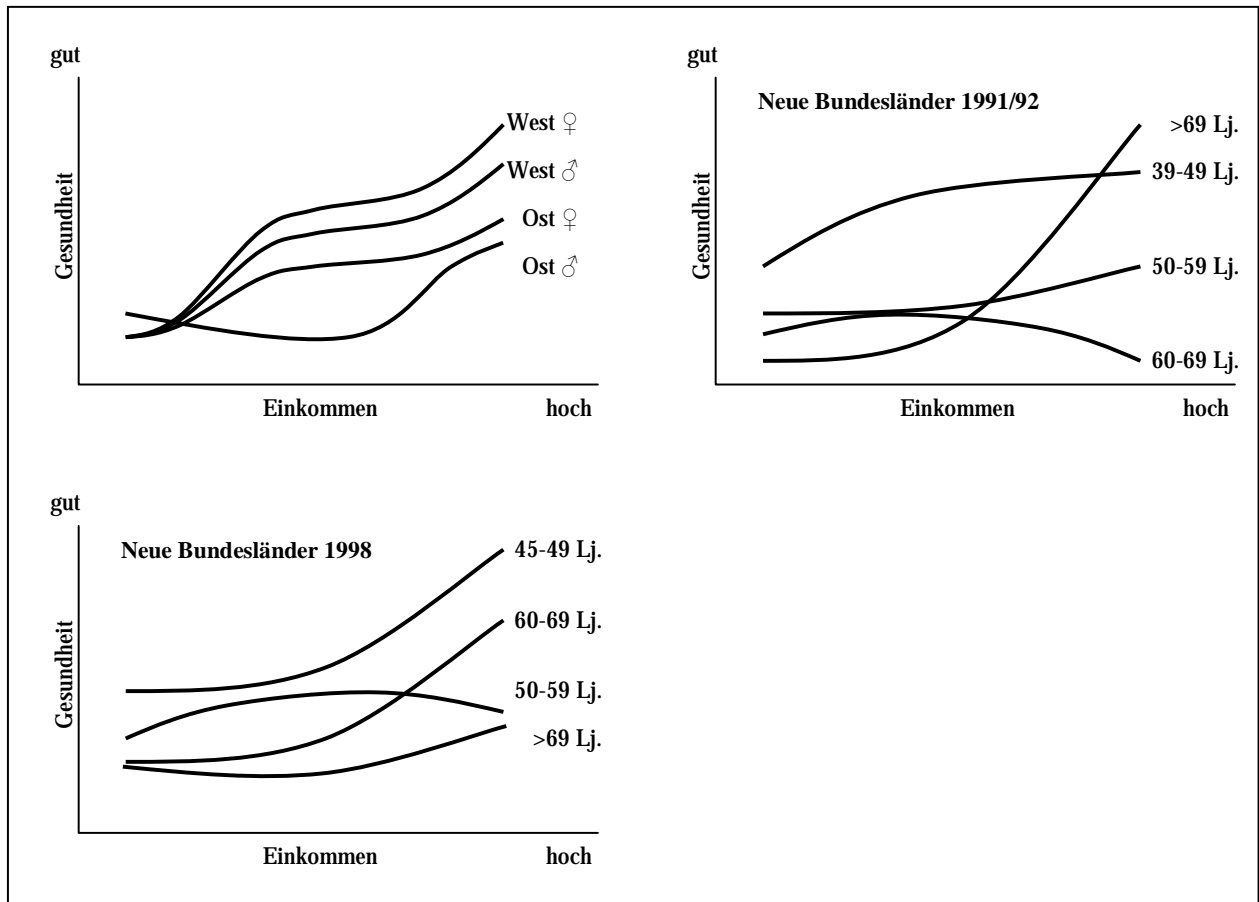 gut
Gesundheit
West ♀
West ♂
Ost ♀
Ost ♂
Einkommen hoch
gut
Neue Bundesländer 1991/92
Gesundheit
>69 Lj.
39-49 Lj.
50-59 Lj.
60-69 Lj.
Einkommen hoch
gut
Neue Bundesländer 1998
Gesundheit
45-49 Lj.
60-69 Lj.
50-59 Lj.
>69 Lj.
Einkommen hoch